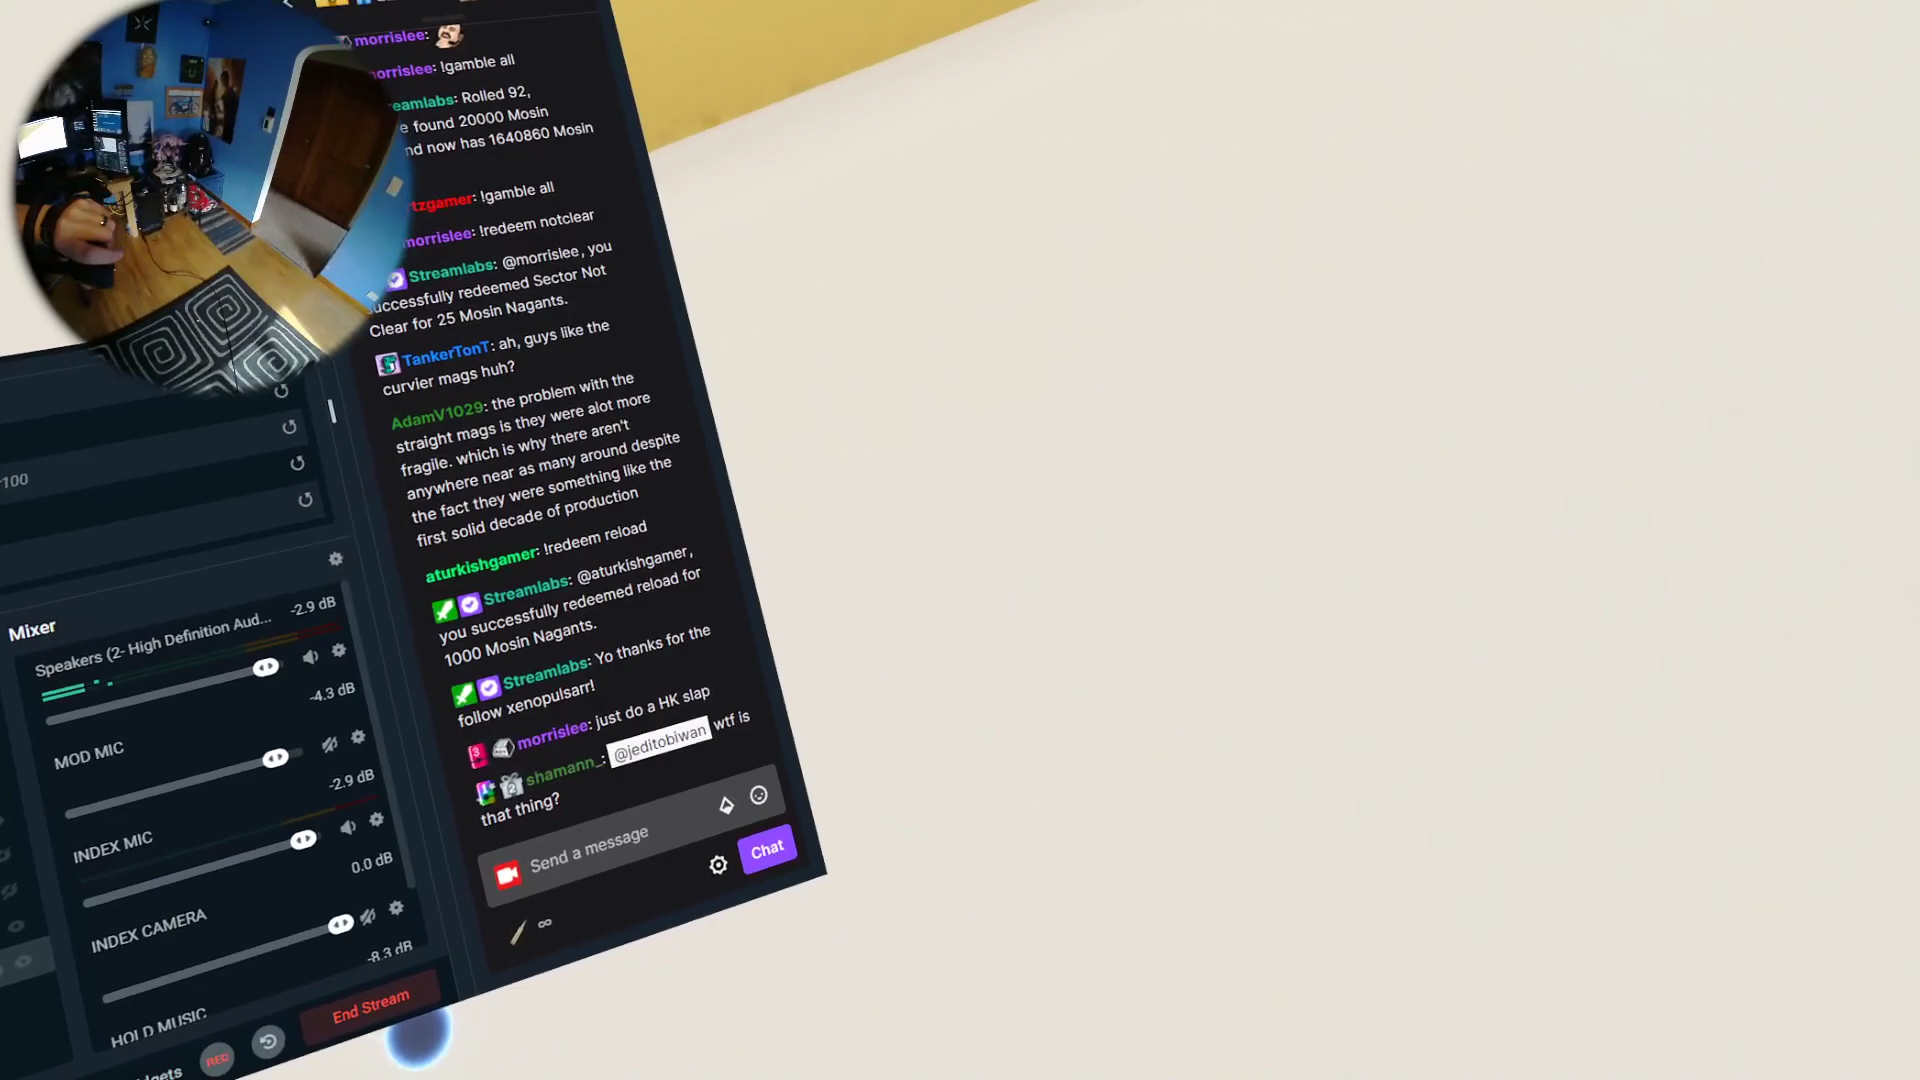 morrislee:
morrislee: !gamble all
reamlabs: Rolled 92,
e found 20000 Mosin
nd now has 1640860 Mosin
tzgamer: !gamble all
morrislee: !redeem notclear
Streamlabs: @morrislee, you
successfully redeemed Sector Not
Clear for 25 Mosin Nagants.
TankerTonT: ah, guys like the
curvier mags huh?
AdamV1029: the problem with the
straight mags is they were alot more
fragile. which is why there aren't
anywhere near as many around despite
the fact they were something like the
first solid decade of production
aturkishgamer: !redeem reload
Streamlabs: @aturkishgamer,
you successfully redeemed reload for
1000 Mosin Nagants.
Streamlabs: Yo thanks for the
follow xenopulsarr!
morrislee: just do a HK slap
shamann_: @jeditobiwan wtf is
that thing?
Send a message
Chat
∞
100
Mixer
Speakers (2- High Definition Aud...
-2.9 dB
MOD MIC
-4.3 dB
INDEX MIC
-2.9 dB
INDEX CAMERA
0.0 dB
HOLD MUSIC
-8.3 dB
dgets
REC
End Stream